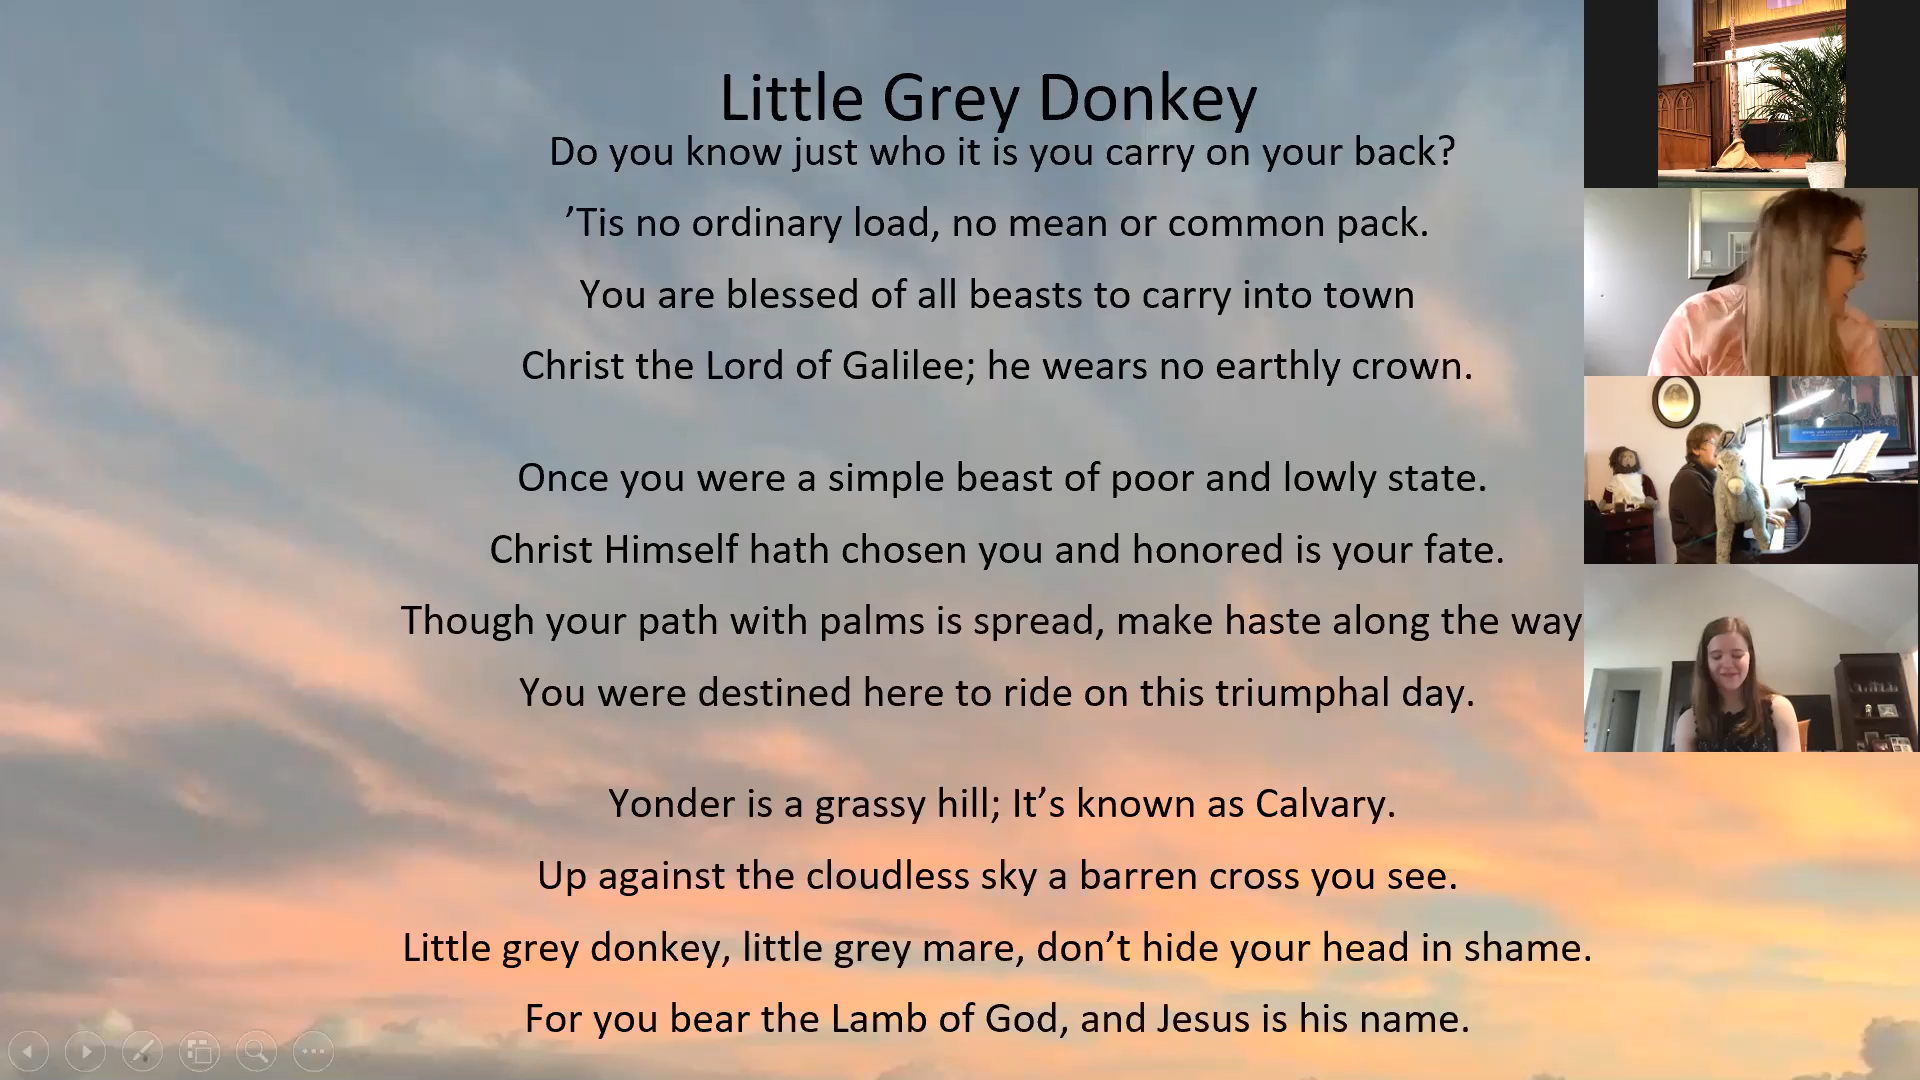 Little Grey Donkey
Do you know just who it is you carry on your back?
’Tis no ordinary load, no mean or common pack.
You are blessed of all beasts to carry into town
Christ the Lord of Galilee; he wears no earthly crown.
Once you were a simple beast of poor and lowly state.
Christ Himself hath chosen you and honored is your fate.
Though your path with palms is spread, make haste along the way
You were destined here to ride on this triumphal day.
Yonder is a grassy hill; It’s known as Calvary.
Up against the cloudless sky a barren cross you see.
Little grey donkey, little grey mare, don’t hide your head in shame.
For you bear the Lamb of God, and Jesus is his name.